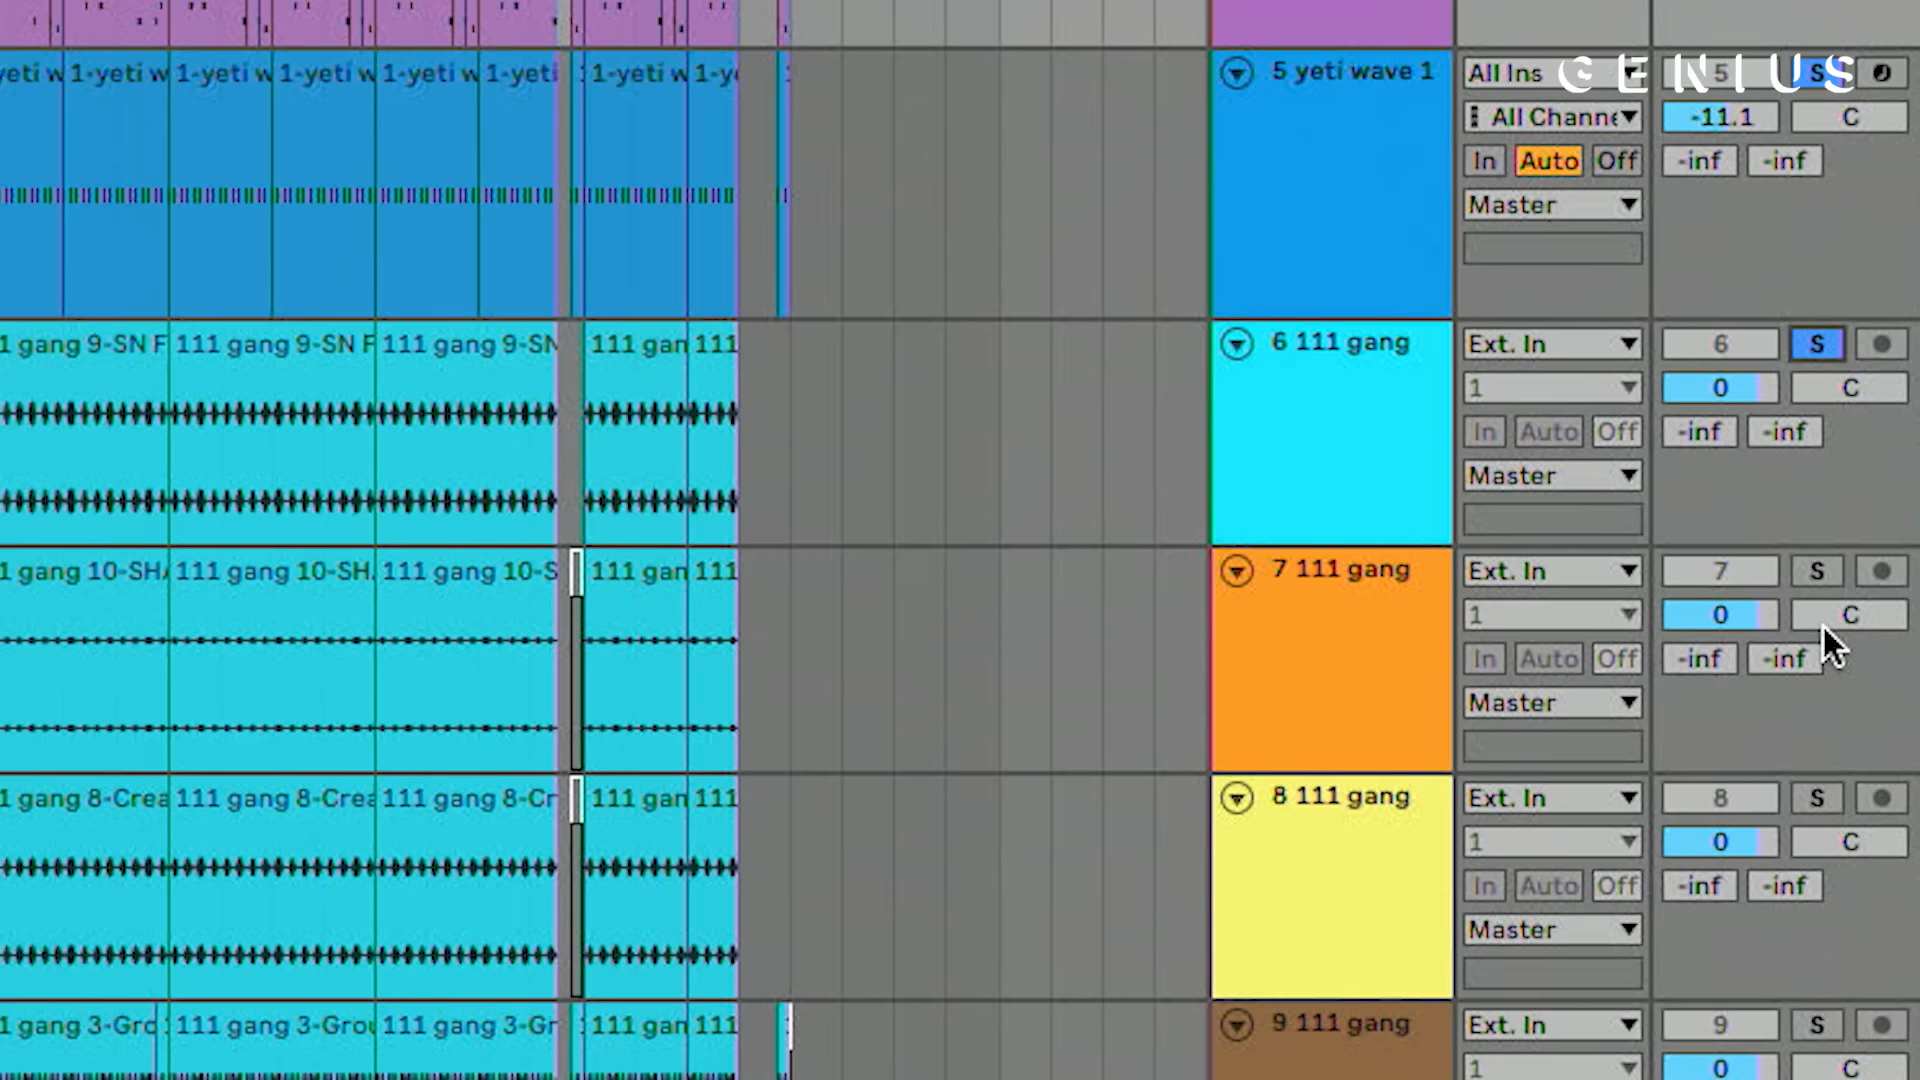 yeti w 1-yeti w 1-yeti w 1-yeti w 1-yeti w 1-yeti 1-yeti w 1-y
5 yeti wave 1
All Ins
5 S
GENIUS
All Channe
-11.1 C
In Auto Off
-inf -inf
Master
1 gang 9-SN F 111 gang 9-SN F 111 gang 9-SN 111 gan 111
6 111 gang
Ext. In
6 S
1
0 C
In Auto Off
-inf -inf
Master
1 gang 10-SHA 111 gang 10-SH. 111 gang 10-S 111 gan 111
7 111 gang
Ext. In
7 S
1
0 C
In Auto Off
-inf -inf
Master
1 gang 8-Crea 111 gang 8-Crea 111 gang 8-Cr 111 gan 111
8 111 gang
Ext. In
8 S
1
0 C
In Auto Off
-inf -inf
Master
1 gang 3-Gro 111 gang 3-Grou 111 gang 3-Gr 111 gan 111
9 111 gang
Ext. In
9 S
1
0 C